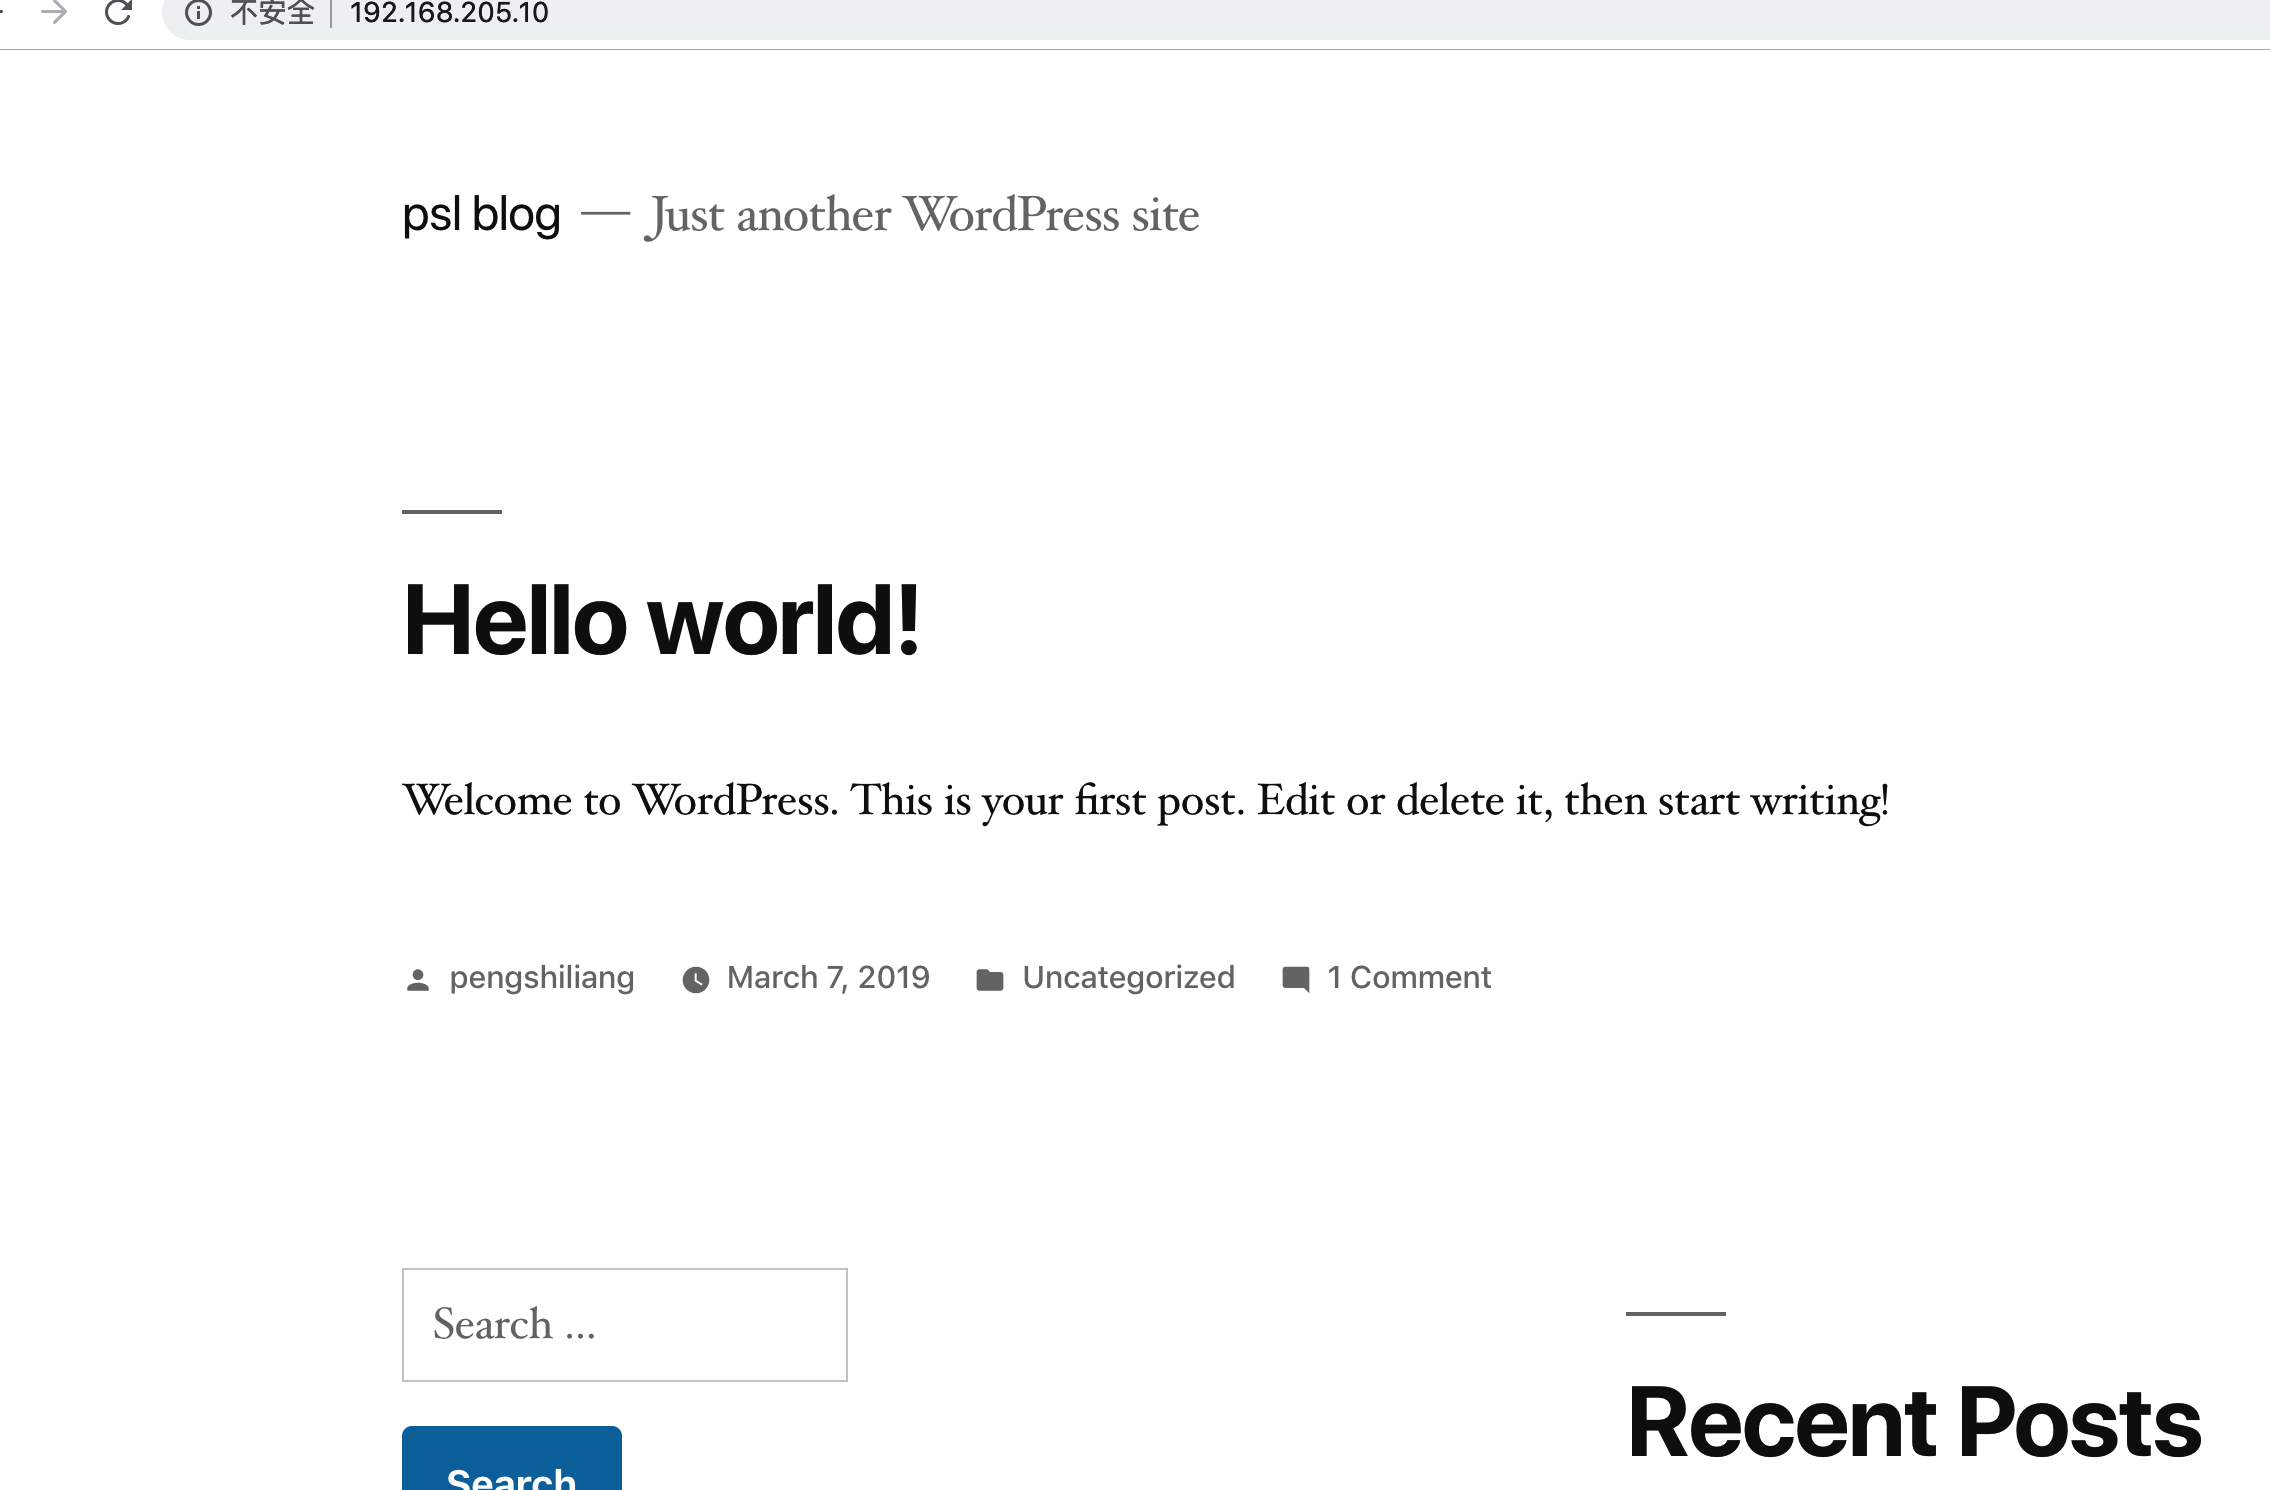 不安全 192.168.205.10
psl blog — Just another WordPress site
Hello world!
Welcome to WordPress. This is your first post. Edit or delete it, then start writing!
pengshiliang March 7, 2019 Uncategorized 1 Comment
Search ...
Recent Posts
Search